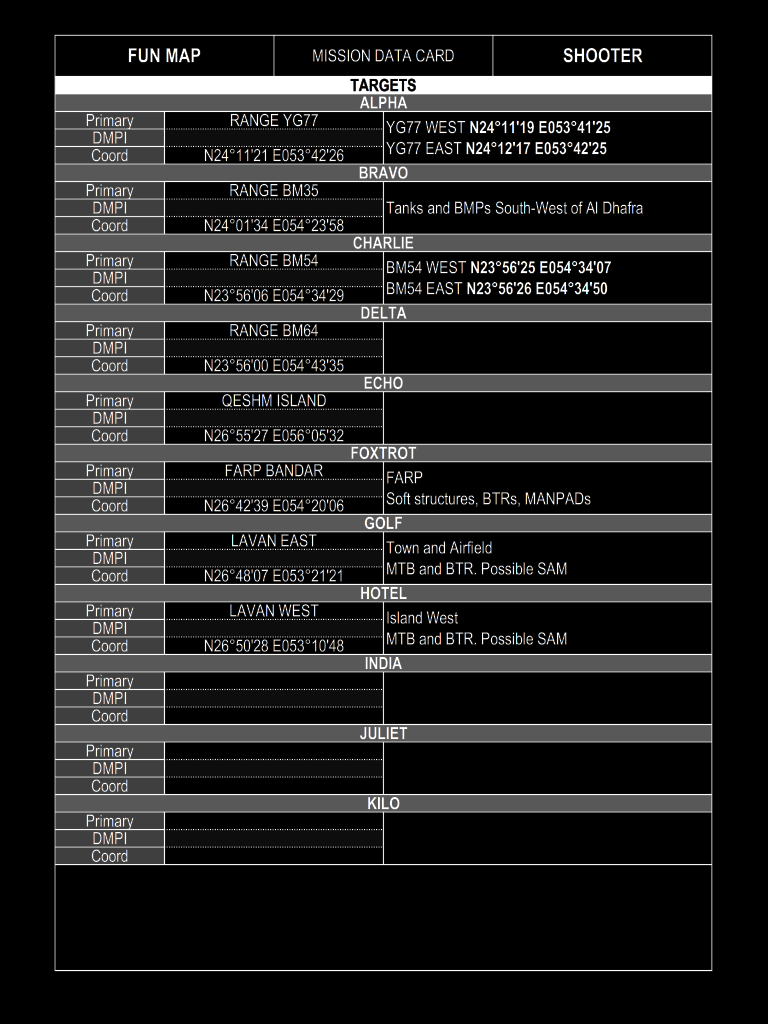 FUN MAP MISSION DATA CARD SHOOTER
TARGETS
ALPHA
Primary RANGE YG77
DMPI
Coord N24°11'21 E053°42'26
YG77 WEST N24°11'19 E053°41'25
YG77 EAST N24°12'17 E053°42'25
BRAVO
Primary RANGE BM35
DMPI
Coord N24°01'34 E054°23'58
Tanks and BMPs South-West of Al Dhafra
CHARLIE
Primary RANGE BM54
DMPI
Coord N23°56'06 E054°34'29
BM54 WEST N23°56'25 E054°34'07
BM54 EAST N23°56'26 E054°34'50
DELTA
Primary RANGE BM64
DMPI
Coord N23°56'00 E054°43'35
ECHO
Primary QESHM ISLAND
DMPI
Coord N26°55'27 E056°05'32
FOXTROT
Primary FARP BANDAR
DMPI
Coord N26°42'39 E054°20'06
FARP
Soft structures, BTRs, MANPADs
GOLF
Primary LAVAN EAST
DMPI
Coord N26°48'07 E053°21'21
Town and Airfield
MTB and BTR. Possible SAM
HOTEL
Primary LAVAN WEST
DMPI
Coord N26°50'28 E053°10'48
Island West
MTB and BTR. Possible SAM
INDIA
Primary
DMPI
Coord
JULIET
Primary
DMPI
Coord
KILO
Primary
DMPI
Coord